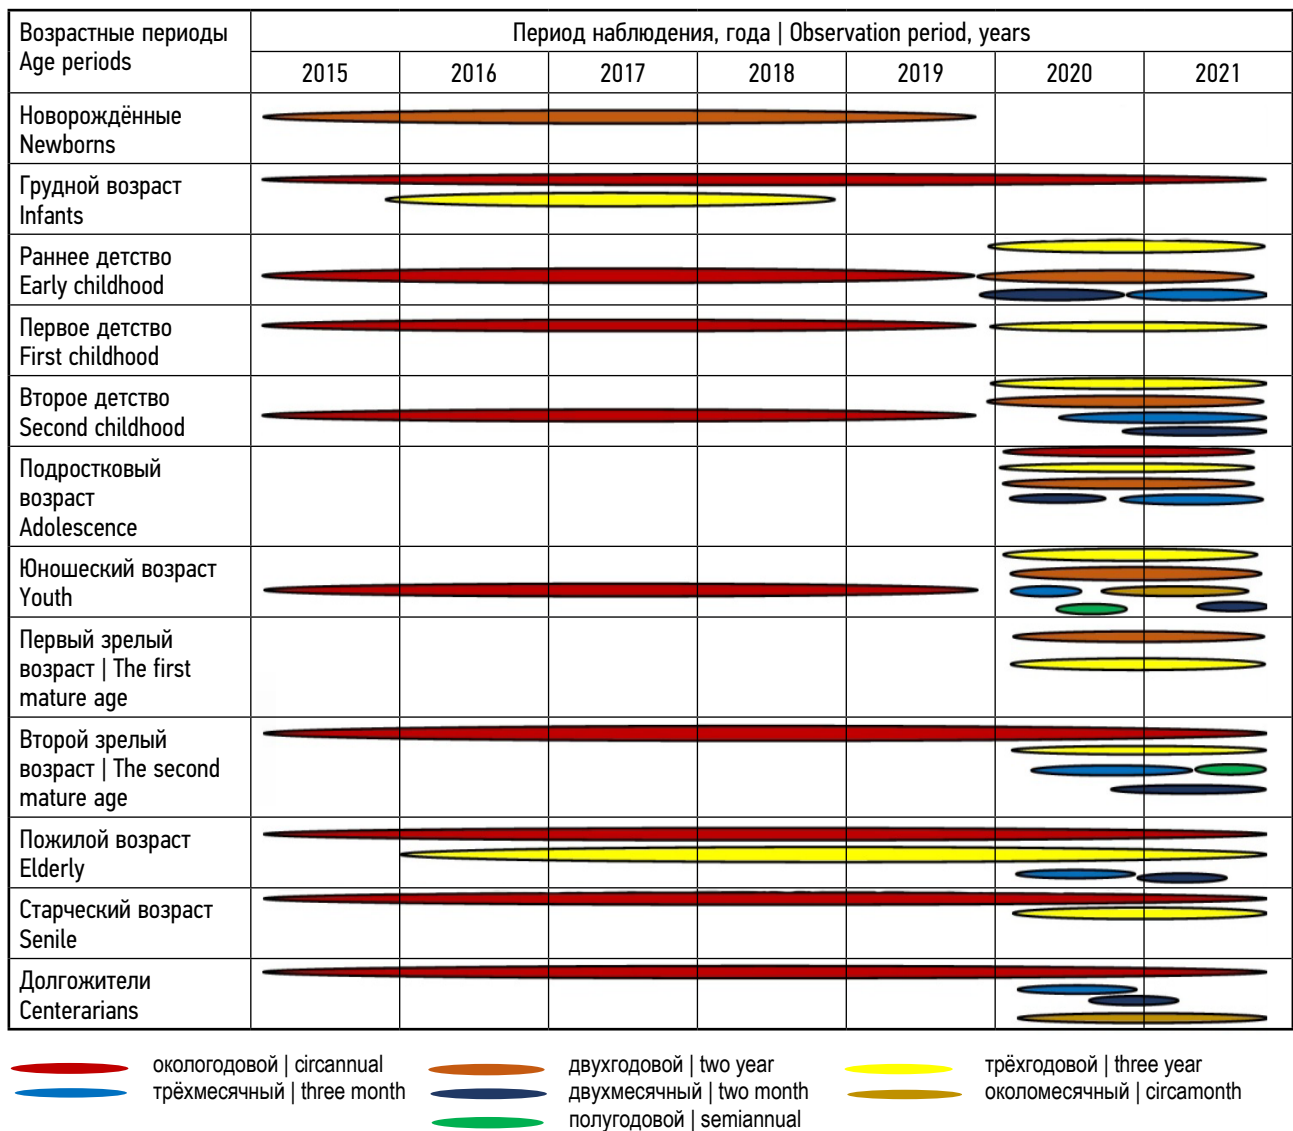 Возрастные периоды
Age periods
Период наблюдения, года | Observation period, years
2015 2016 2017 2018 2019 2020 2021
Новорождённые
Newborns
Грудной возраст
Infants
Раннее детство
Early childhood
Первое детство
First childhood
Второе детство
Second childhood
Подростковый
возраст
Adolescence
Юношеский возраст
Youth
Первый зрелый
возраст | The first
mature age
Второй зрелый
возраст | The second
mature age
Пожилой возраст
Elderly
Старческий возраст
Senile
Долгожители
Centerarians
окологодовой | circannual
двухгодовой | two year
трёхгодовой | three year
трёхмесячный | three month
двухмесячный | two month
околомесячный | circamonth
полугодовой | semiannual